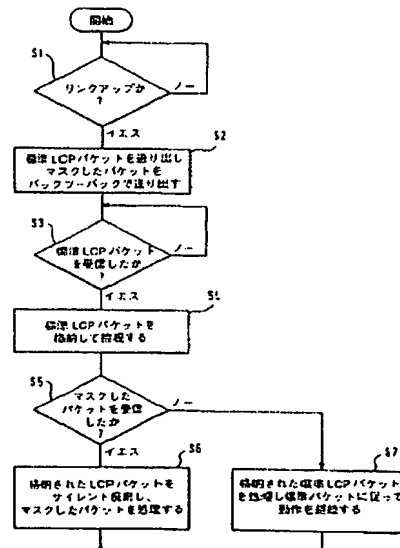 開始
S1
リンクアップか
?
ノー
イエス
S2
標準LCPパケットを送り出し
マスクしたパケットを
バックツーバックで送り出す
S3
標準LCPパケット
を受信したか
?
ノー
イエス
S4
標準LCPパケットを
格納して
S5
マスクした
パケットを受信
したか
?
ノー
イエス
S6
格納されたLCPパケットを
サイレント廃棄し、
マスクしたパケットを処理する
S7
格納された標準LCPパケット
を処理し標準パケットに従って
動作を継続する